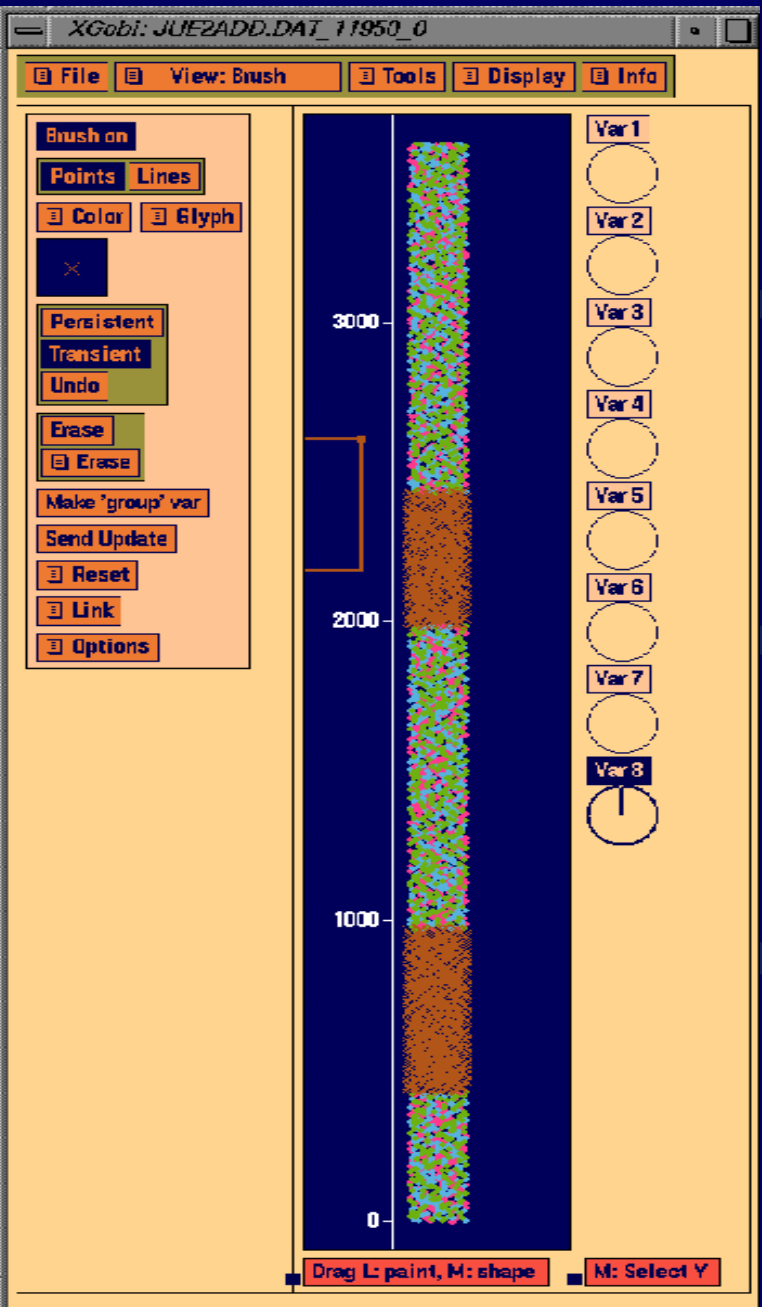 XGobi: JUE2ADD.DAT_11950_0
File View: Brush Tools Display Info
Brush on
Points Lines
Color Glyph
Persistent
Transient
Undo
Erase
Erase
Make 'group' var
Send Update
Reset
Link
Options
3000
2000
1000
0
Var 1
Var 2
Var 3
Var 4
Var 5
Var 6
Var 7
Var 8
Drag L: paint, M: shape
M: Select Y